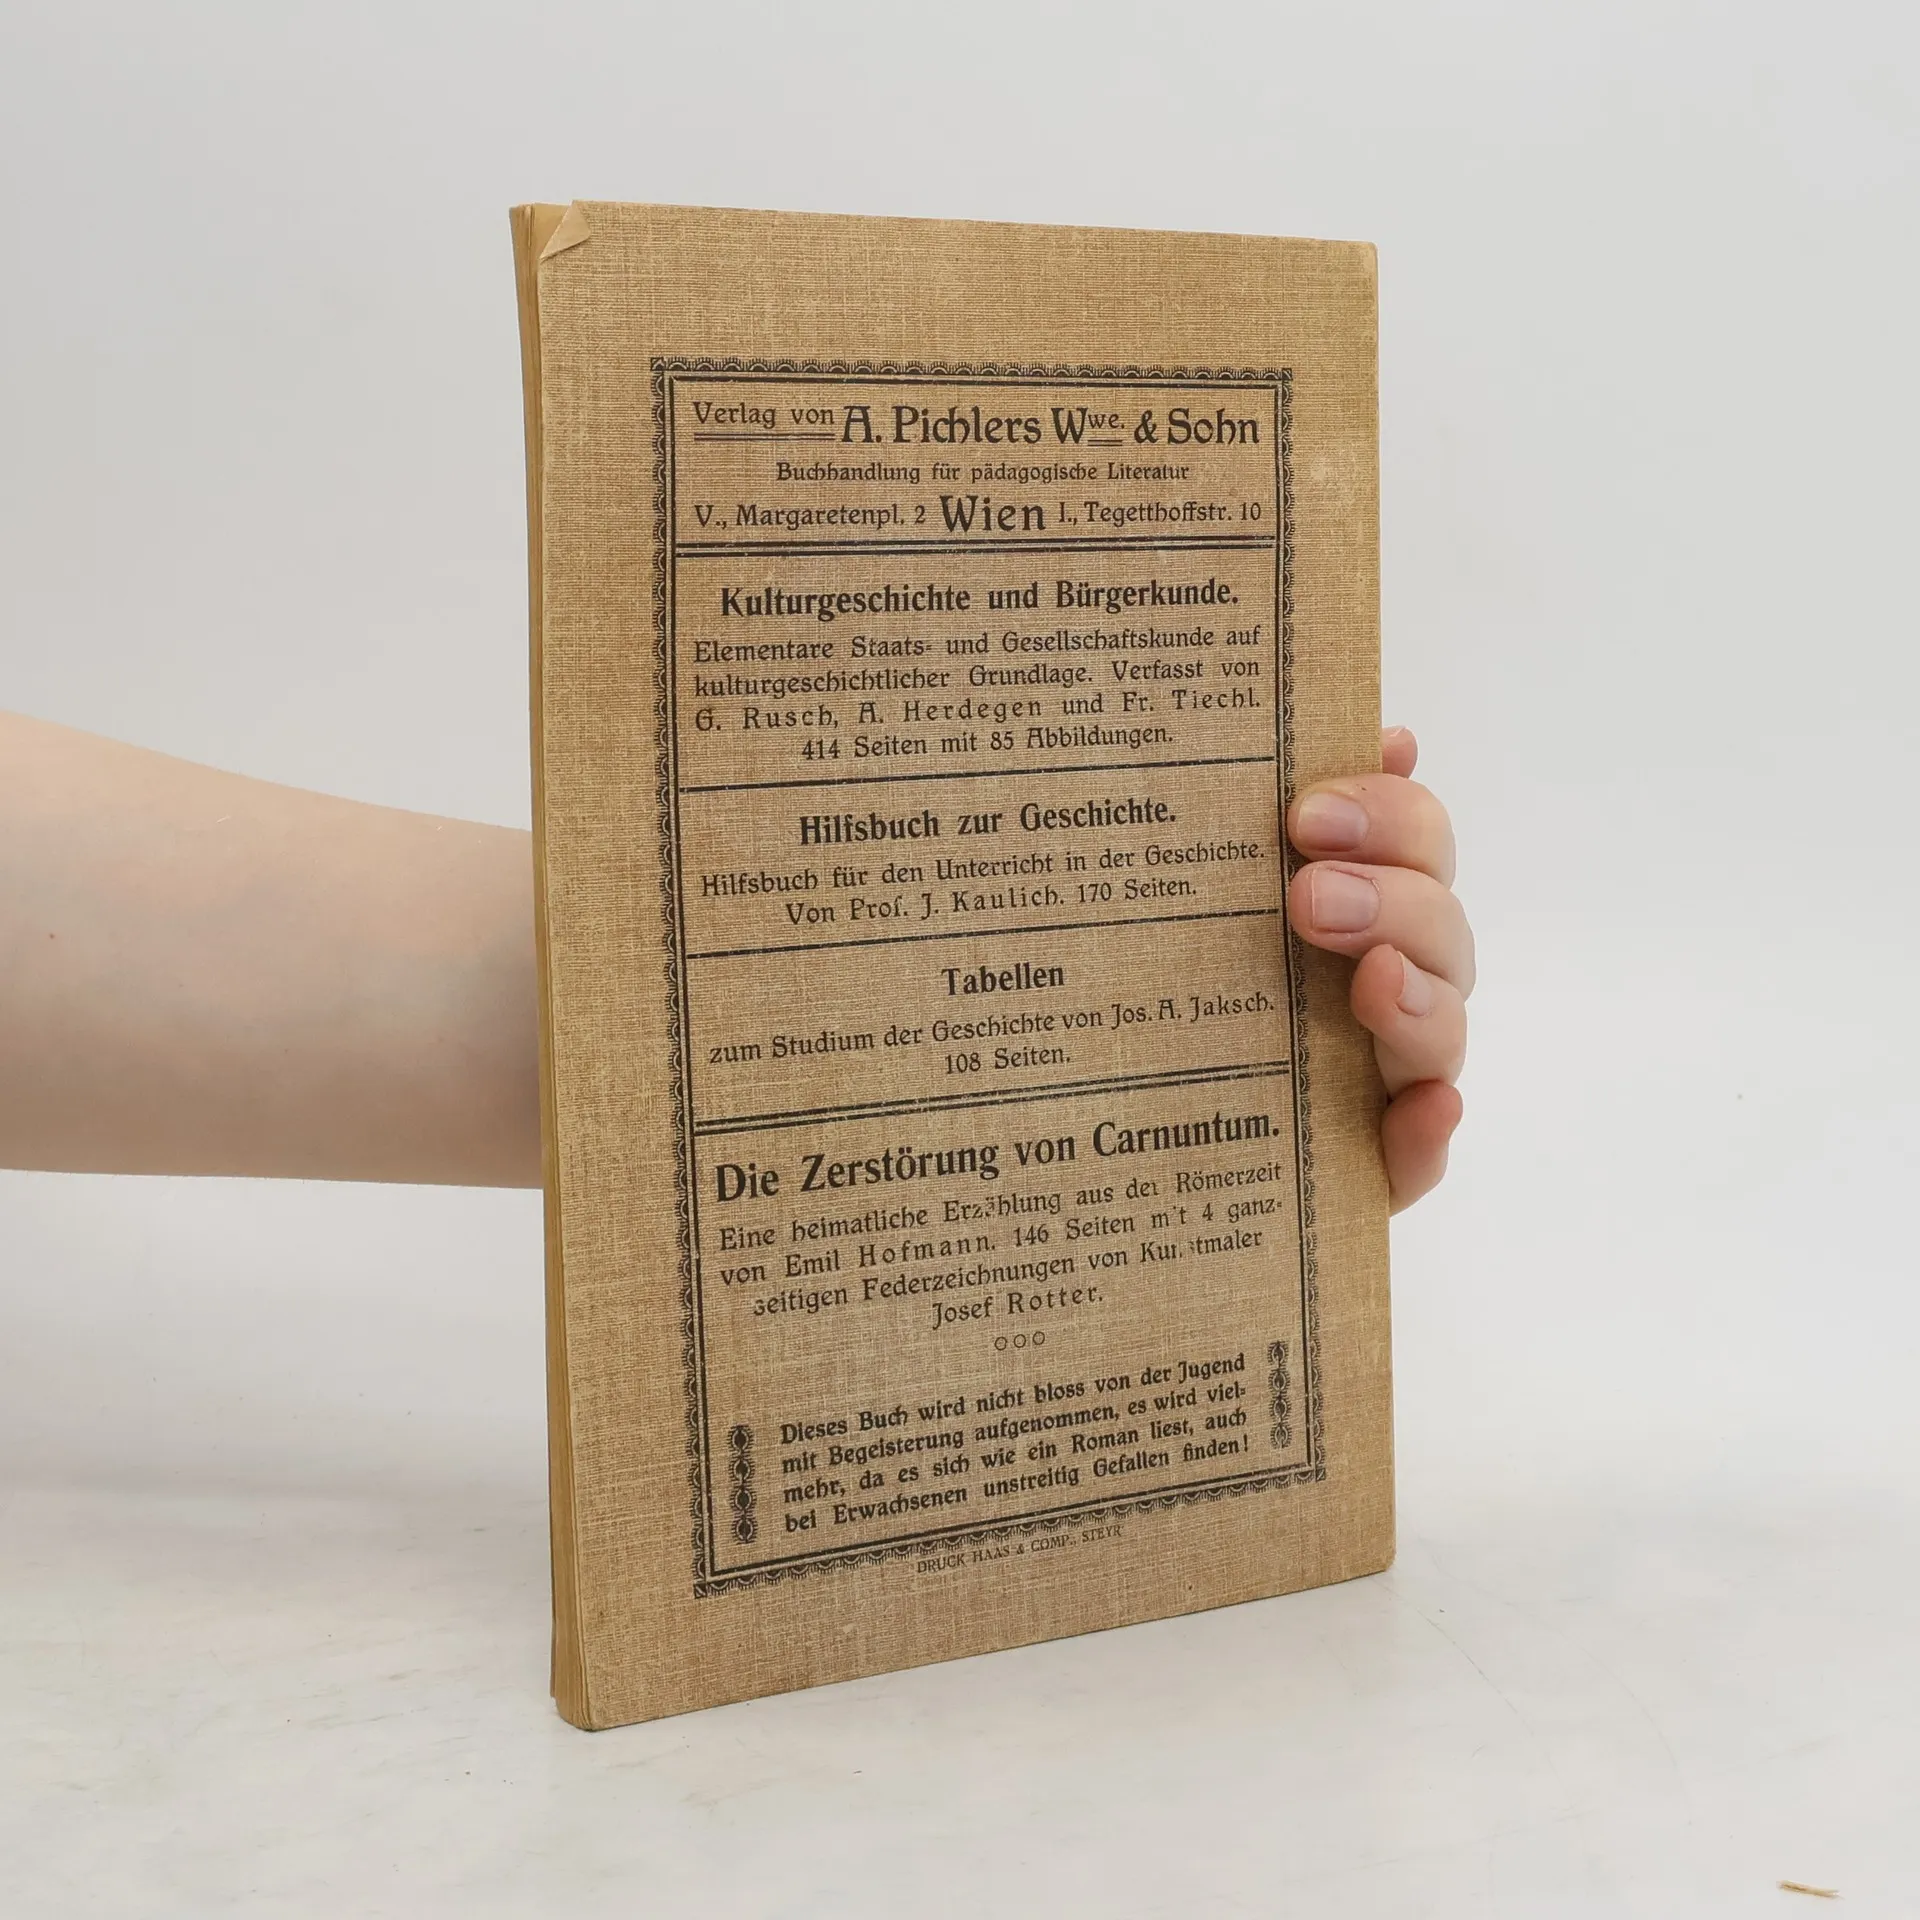 Verlag von A. Pichlers Wwe. & Sohn
Buchhandlung für pädagogische Literatur
V., Margaretenpl. 2 Wien I., Tegetthoffstr. 10
Kulturgeschichte und Bürgerkunde.
Elementare Staats- und Gesellschaftskunde auf
kulturgeschichtlicher Grundlage. Verfasst von
G. Rusch, A. Herdegen und Fr. Tiechl.
414 Seiten mit 85 Abbildungen.
Hilfsbuch zur Geschichte.
Hilfsbuch für den Unterricht in der Geschichte.
Von Prof. J. Kaulich. 170 Seiten.
Tabellen
zum Studium der Geschichte von Jos. A. Jaksch.
108 Seiten.
Die Zerstörung von Carnuntum.
Eine heimatliche Erzählung aus der Römerzeit
von Emil Hofmann. 146 Seiten mit 4 ganz-
seitigen Federzeichnungen von Kunstmaler
Josef Rotter.
Dieses Buch wird nicht bloss von der Jugend
mit Begeisterung aufgenommen, es wird viel-
mehr, da es sich wie ein Roman liest, auch
bei Erwachsenen unstreitig Gefallen finden!
DRUCK HAAS & COMP., STEYR